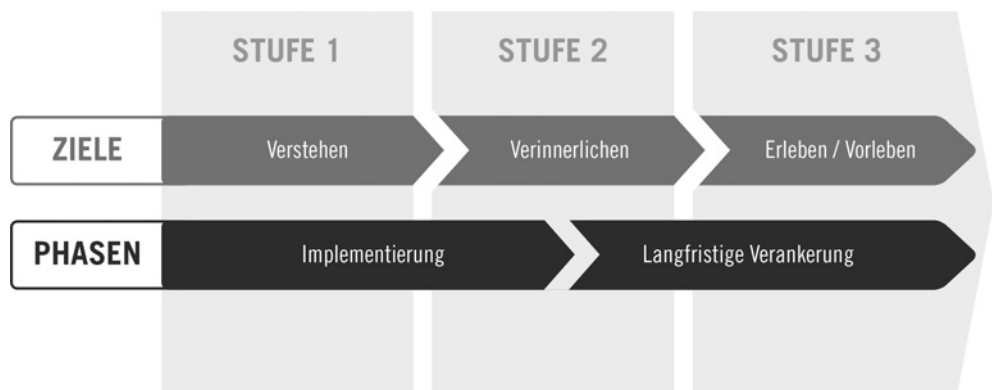 STUFE 1 STUFE 2 STUFE 3
ZIELE Verstehen Verinnerlichen Erleben / Vorleben
PHASEN Implementierung Langfristige Verankerung